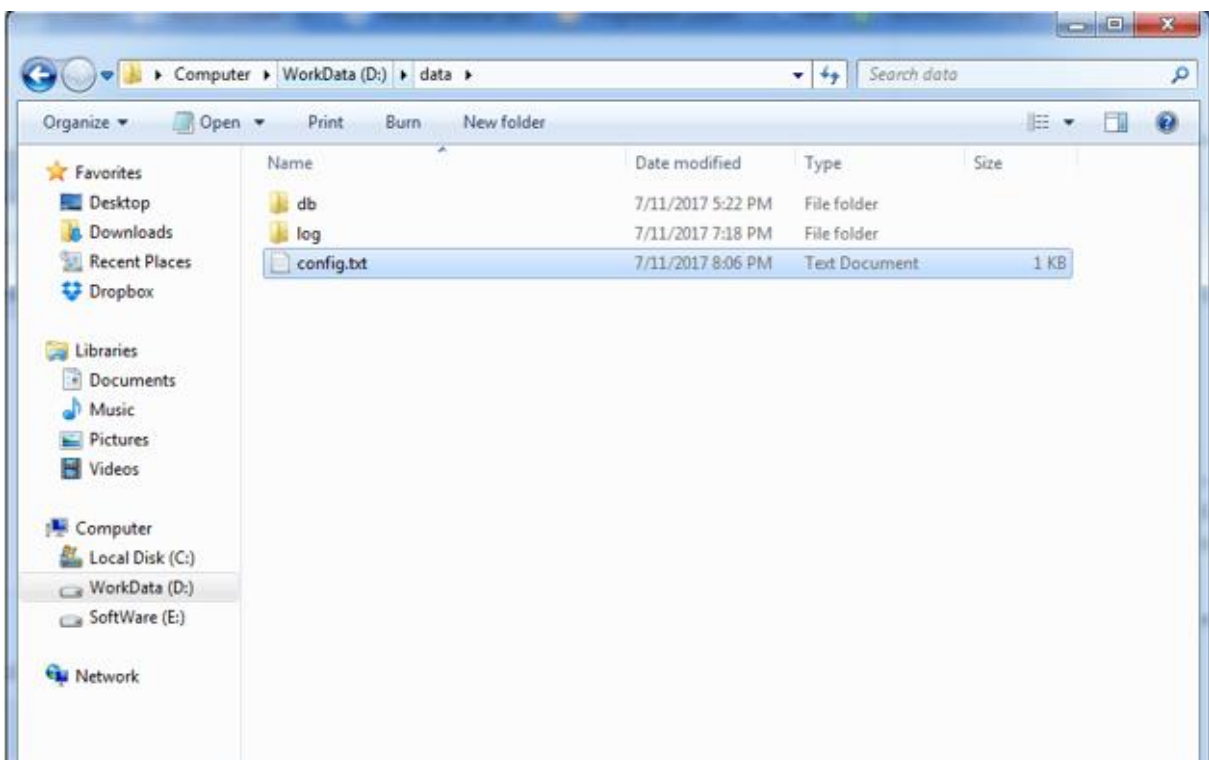 Computer WorkData (D:) data Search data
Organize Open Print Burn New folder
Name Date modified Type Size
db 7/11/2017 5:22 PM File folder
log 7/11/2017 7:18 PM File folder
config.txt 7/11/2017 8:06 PM Text Document 1 KB
Favorites
Desktop
Downloads
Recent Places
Dropbox
Libraries
Documents
Music
Pictures
Videos
Computer
Local Disk (C:)
WorkData (D:)
SoftWare (E:)
Network